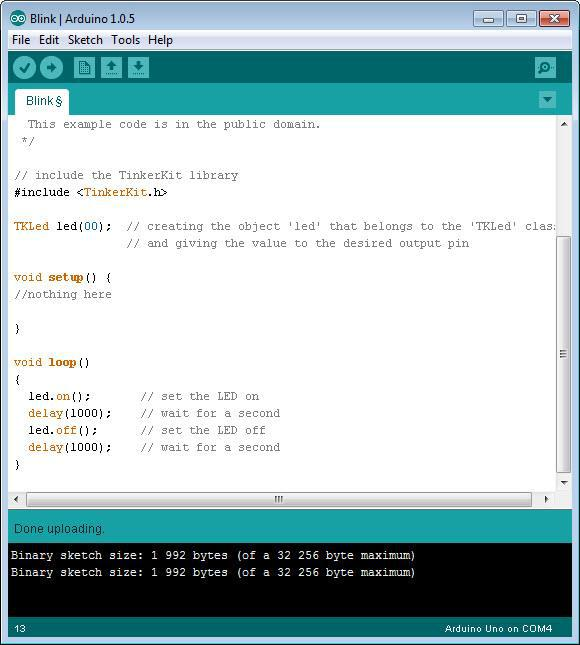 Blink | Arduino 1.0.5
File Edit Sketch Tools Help
Blink §
This example code is in the public domain.
*/
// include the TinkerKit library
#include <TinkerKit.h>
TKLed led(O0);  // creating the object 'led' that belongs to the 'TKLed' clas
// and giving the value to the desired output pin
void setup() {
//nothing here
}
void loop()
{
led.on();       // set the LED on
delay(1000);    // wait for a second
led.off();      // set the LED off
delay(1000);    // wait for a second
}
Done uploading.
Binary sketch size: 1 992 bytes (of a 32 256 byte maximum)
Binary sketch size: 1 992 bytes (of a 32 256 byte maximum)
13 Arduino Uno on COM4